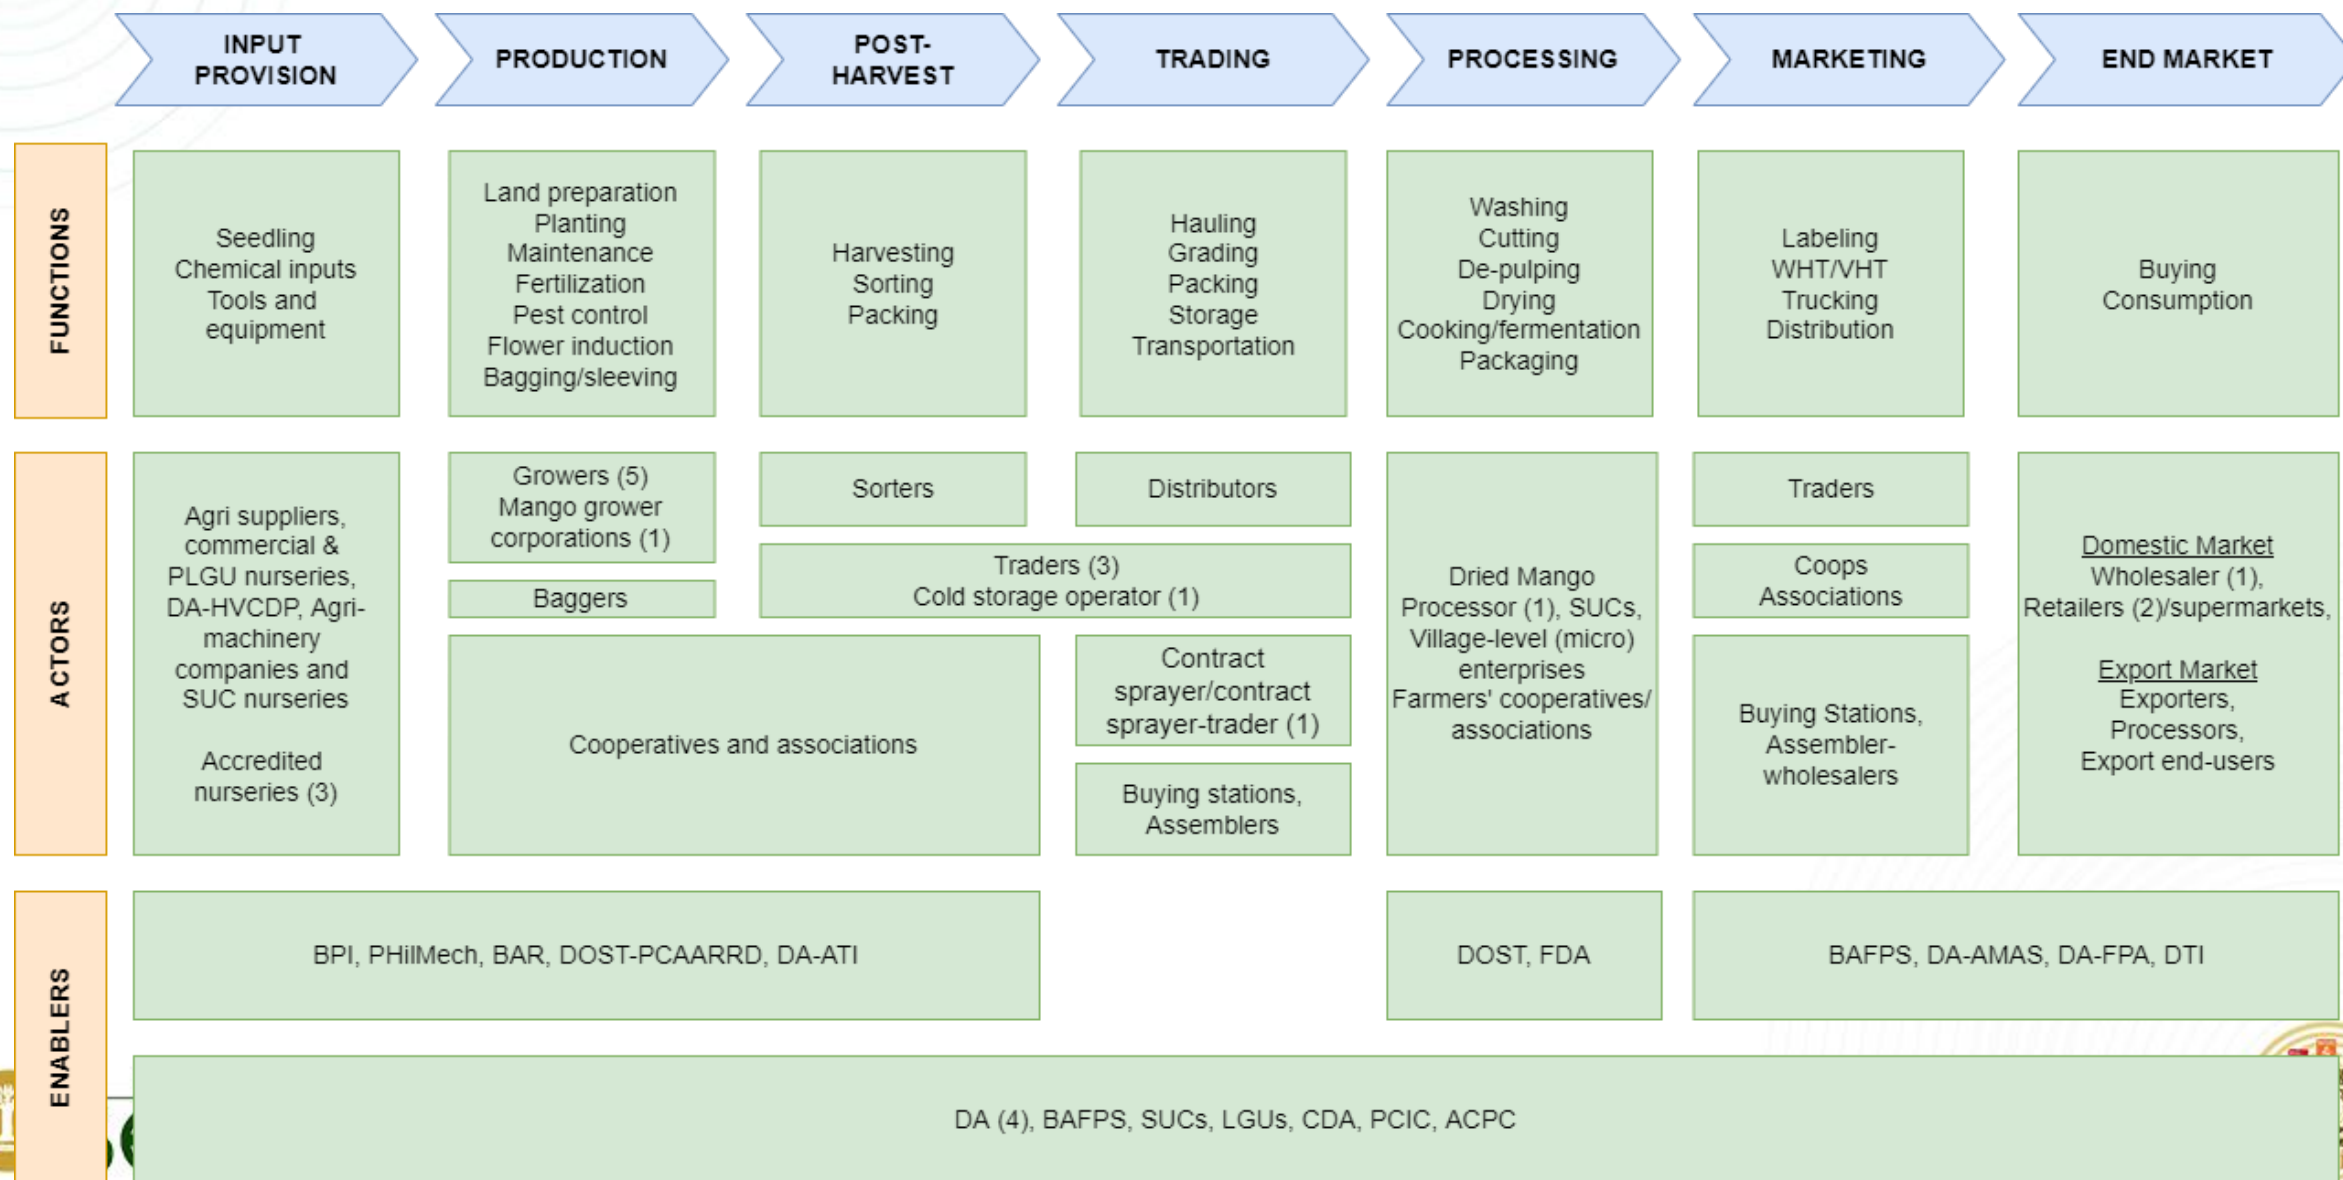 INPUT
PROVISION
PRODUCTION
POST-
HARVEST
TRADING
PROCESSING
MARKETING
END MARKET
FUNCTIONS
Seedling
Chemical inputs
Tools and
equipment
Land preparation
Planting
Maintenance
Fertilization
Pest control
Flower induction
Bagging/sleeving
Harvesting
Sorting
Packing
Hauling
Grading
Packing
Storage
Transportation
Washing
Cutting
De-pulping
Drying
Cooking/fermentation
Packaging
Labeling
WHT/VHT
Trucking
Distribution
Buying
Consumption
ACTORS
Agri suppliers,
commercial &
PLGU nurseries,
DA-HVCDP, Agri-
machinery
companies and
SUC nurseries
Accredited
nurseries (3)
Growers (5)
Mango grower
corporations (1)
Baggers
Cooperatives and associations
Sorters
Traders (3)
Cold storage operator (1)
Distributors
Contract
sprayer/contract
sprayer-trader (1)
Buying stations,
Assemblers
Dried Mango
Processor (1), SUCs,
Village-level (micro)
enterprises
Farmers' cooperatives/
associations
Traders
Coops
Associations
Buying Stations,
Assembler-
wholesalers
Domestic Market
Wholesaler (1),
Retailers (2)/supermarkets,
Export Market
Exporters,
Processors,
Export end-users
ENABLERS
BPI, PHilMech, BAR, DOST-PCAARRD, DA-ATI
DOST, FDA
BAFPS, DA-AMAS, DA-FPA, DTI
DA (4), BAFPS, SUCs, LGUs, CDA, PCIC, ACPC